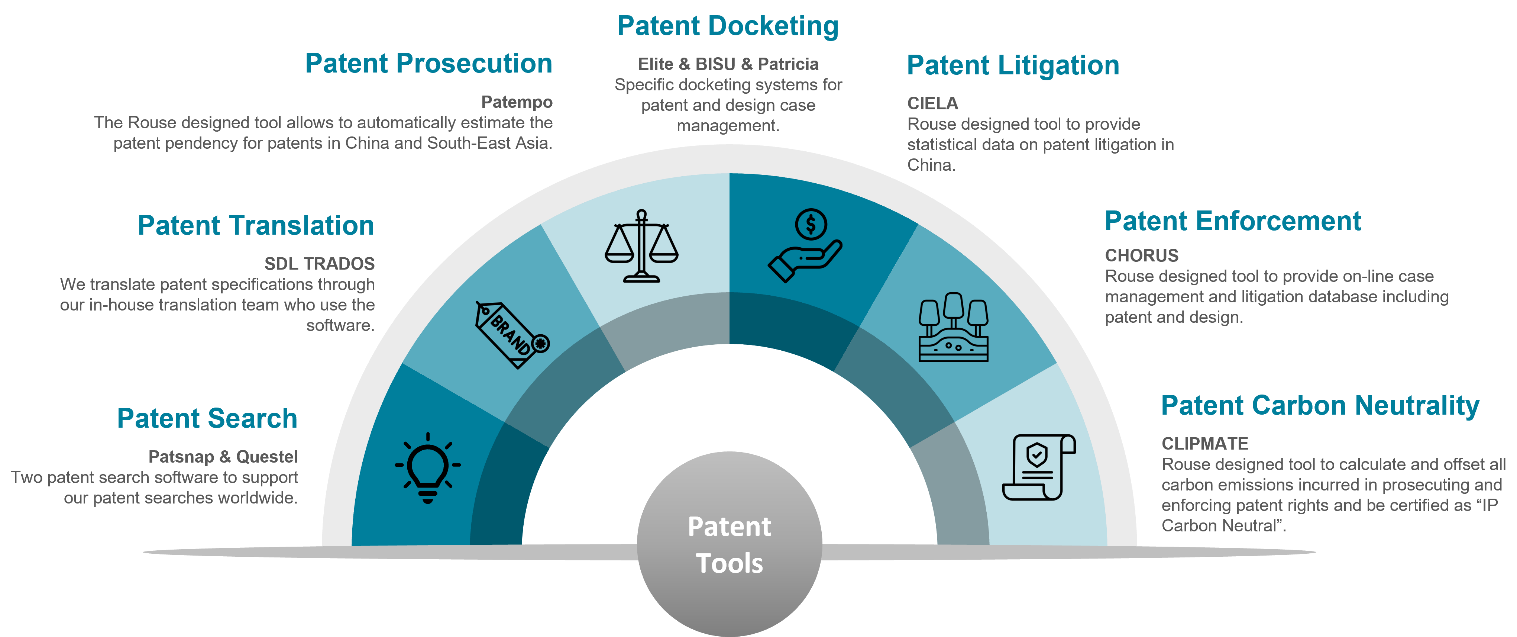 Patent Docketing
Elite & BISU & Patricia
Specific docketing systems for
patent and design case
management.
Patent Prosecution
Patempo
The Rouse designed tool allows to automatically estimate the
patent pendency for patents in China and South-East Asia.
Patent Litigation
CIELA
Rouse designed tool to provide
statistical data on patent litigation in
China.
Patent Translation
SDL TRADOS
We translate patent specifications through
our in-house translation team who use the
software.
Patent Enforcement
CHORUS
Rouse designed tool to provide on-line case
management and litigation database including
patent and design.
$
BRAND
Patent Search
Patsnap & Questel
Two patent search software to support
our patent searches worldwide.
Patent Carbon Neutrality
CLIPMATE
Rouse designed tool to calculate and offset all
carbon emissions incurred in prosecuting and
enforcing patent rights and be certified as “IP
Carbon Neutral”.
Patent
Tools